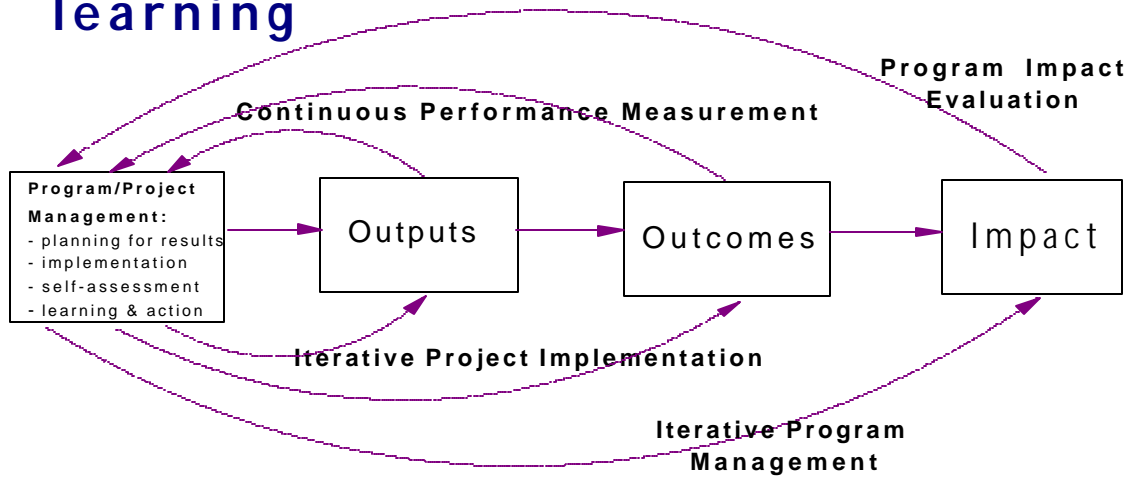 learning
Program Impact
Evaluation
Continuous Performance Measurement
Program/Project
Management:
- planning for results
- implementation
- self-assessment
- learning & action
Outputs
Outcomes
Impact
Iterative Project Implementation
Iterative Program
Management